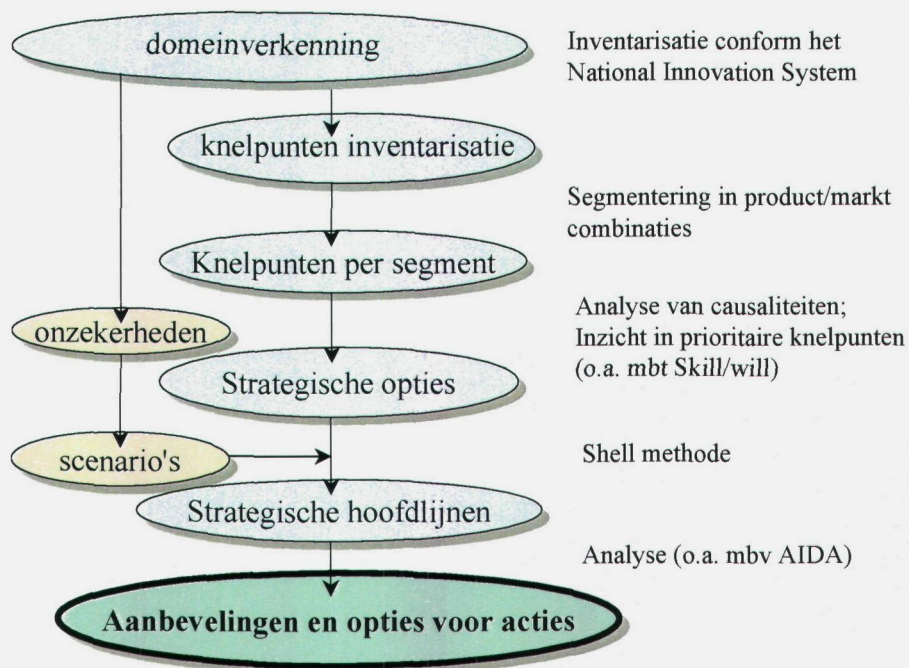 domeinverkenning
Inventarisatie conform het
National Innovation System
knelpunten inventarisatie
Segmentering in product/markt
combinaties
Knelpunten per segment
Analyse van causaliteiten;
Inzicht in prioritaire knelpunten
(o.a. mbt Skill/will)
onzekerheden
Strategische opties
scenario's
Shell methode
Strategische hoofdlijnen
Analyse (o.a. mbv AIDA)
Aanbevelingen en opties voor acties